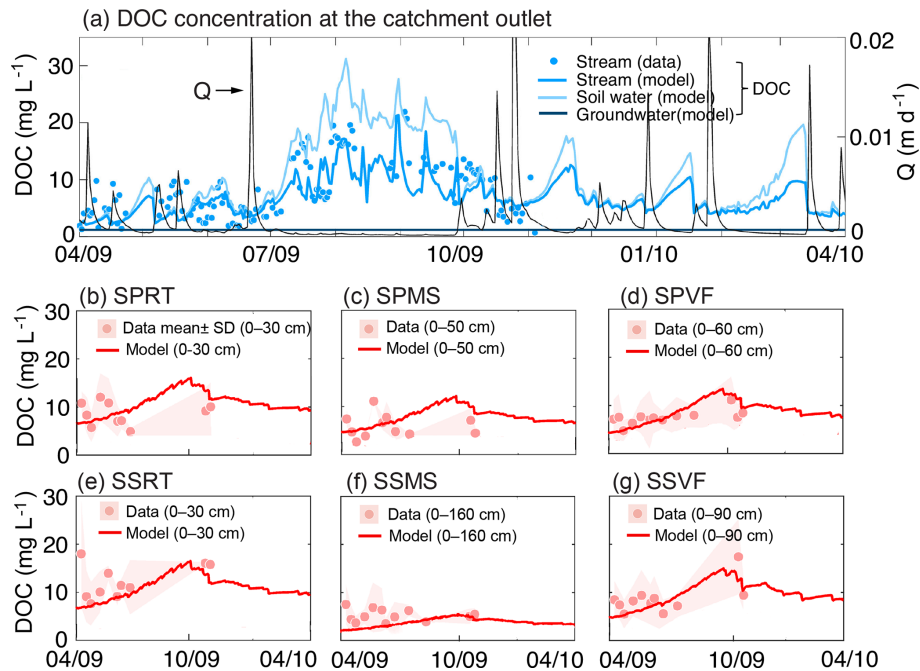 (a) DOC concentration at the catchment outlet
DOC (mg L⁻¹)
30
20
10
0
0.02
0.01
0
Q (m d⁻¹)
Q
Stream (data)
Stream (model)
Soil water (model)
Groundwater(model)
DOC
04/09 07/09 10/09 01/10 04/10
(b) SPRT
DOC (mg L⁻¹)
30
20
10
0
Data mean± SD (0–30 cm)
Model (0-30 cm)
(c) SPMS
Data (0–50 cm)
Model (0–50 cm)
(d) SPVF
Data (0–60 cm)
Model (0–60 cm)
(e) SSRT
DOC (mg L⁻¹)
30
20
10
0
Data (0–30 cm)
Model (0–30 cm)
04/09 10/09 04/10
(f) SSMS
Data (0–160 cm)
Model (0–160 cm)
04/09 10/09 04/10
(g) SSVF
Data (0–90 cm)
Model (0–90 cm)
04/09 10/09 04/10